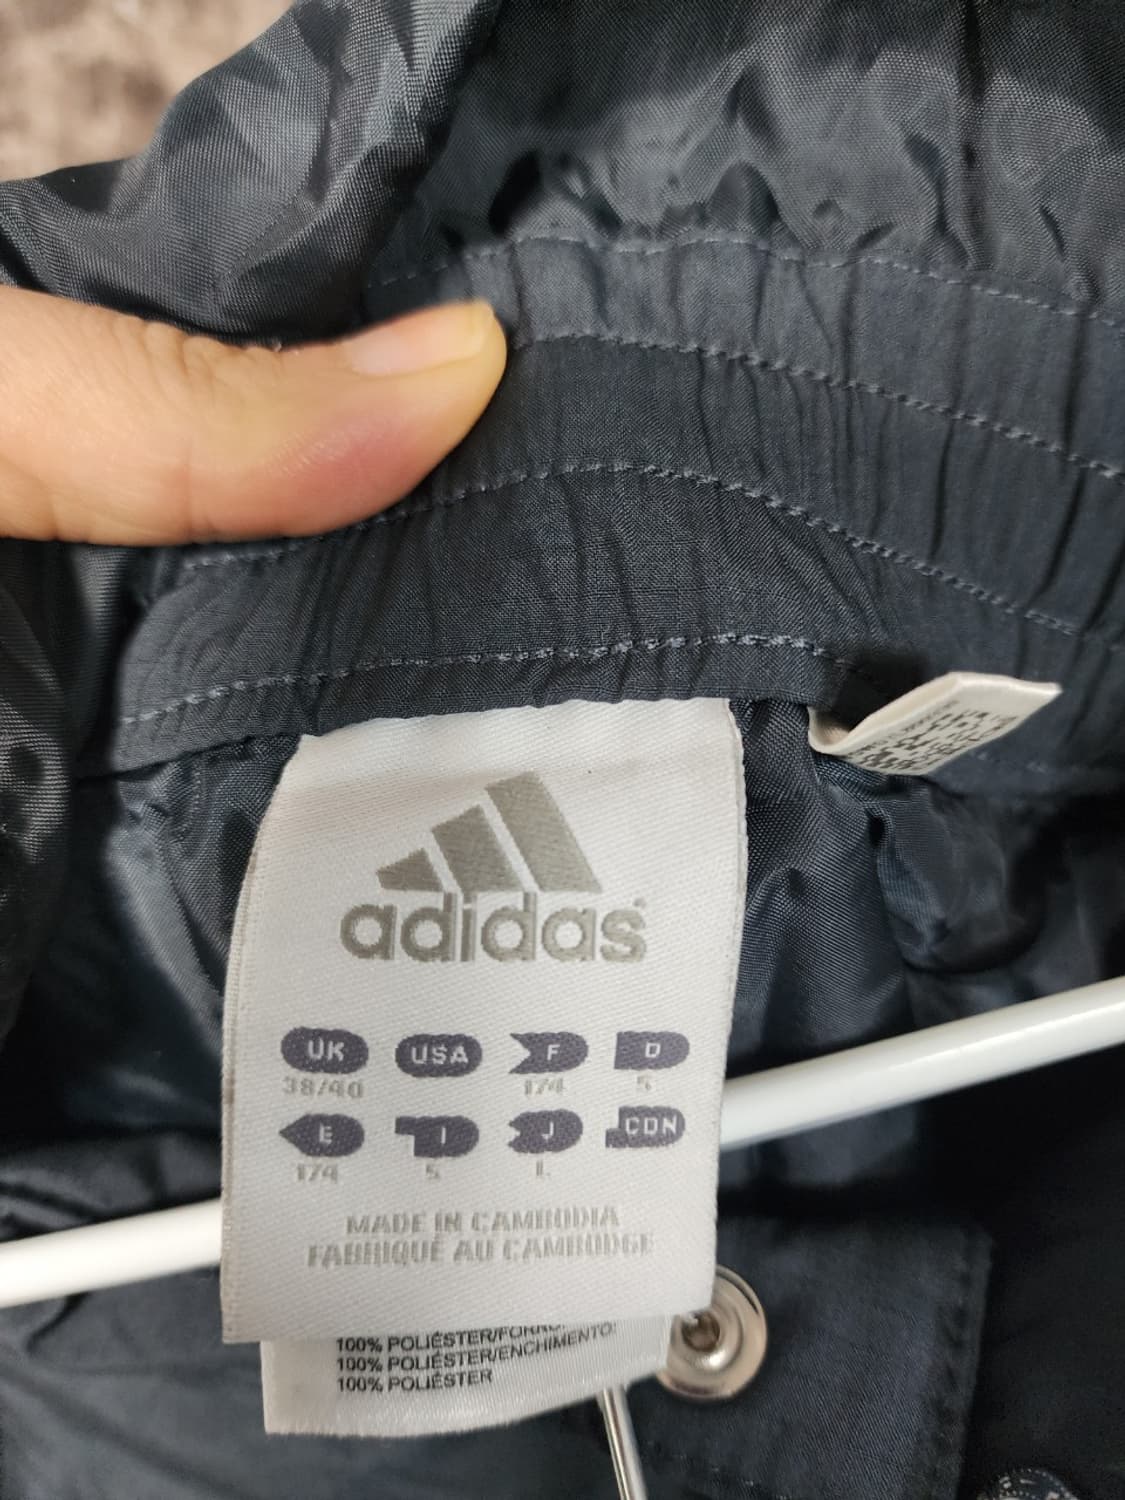 adidas
UK USA F D
38/40 174 5
E I J CDN
174 5 L
MADE IN CAMBODIA
FABRIQUÉ AU CAMBODGE
100% POLIÉSTER/FORRO:
100% POLIÉSTER/ENCHIMENTO:
100% POLIÉSTER